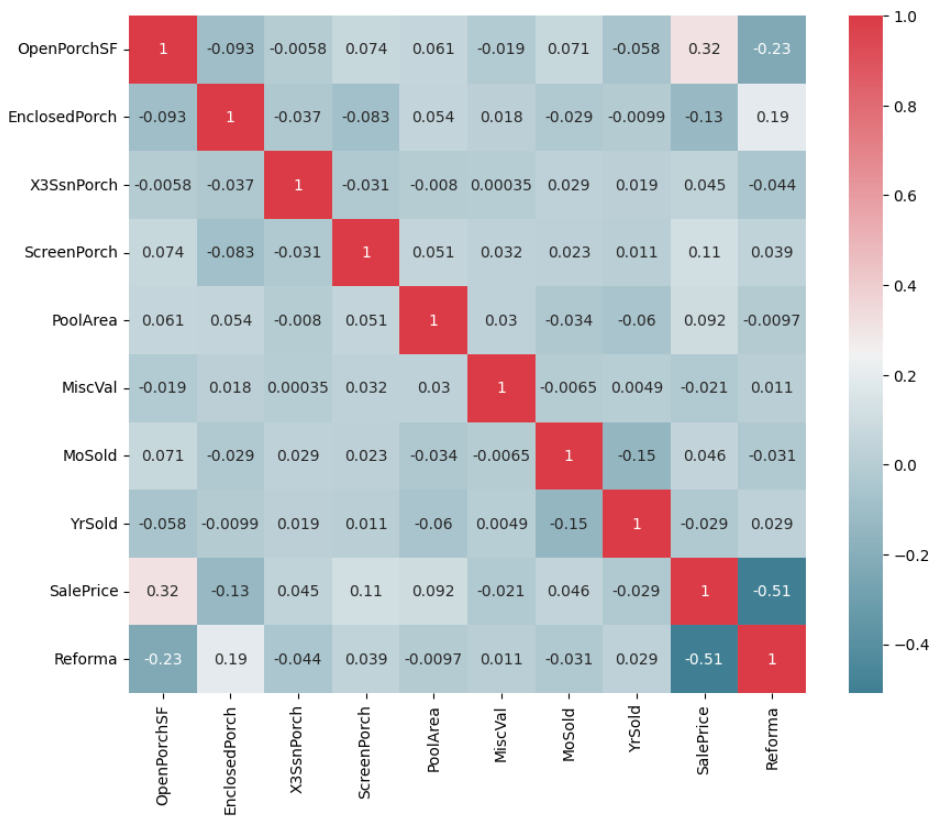 OpenPorchSF 1 -0.093 -0.0058 0.074 0.061 -0.019 0.071 -0.058 0.32 -0.23
EnclosedPorch -0.093 1 -0.037 -0.083 0.054 0.018 -0.029 -0.0099 -0.13 0.19
X3SsnPorch -0.0058 -0.037 1 -0.031 -0.008 0.00035 0.029 0.019 0.045 -0.044
ScreenPorch 0.074 -0.083 -0.031 1 0.051 0.032 0.023 0.011 0.11 0.039
PoolArea 0.061 0.054 -0.008 0.051 1 0.03 -0.034 -0.06 0.092 -0.0097
MiscVal -0.019 0.018 0.00035 0.032 0.03 1 -0.0065 0.0049 -0.021 0.011
MoSold 0.071 -0.029 0.029 0.023 -0.034 -0.0065 1 -0.15 0.046 -0.031
YrSold -0.058 -0.0099 0.019 0.011 -0.06 0.0049 -0.15 1 -0.029 0.029
SalePrice 0.32 -0.13 0.045 0.11 0.092 -0.021 0.046 -0.029 1 -0.51
Reforma -0.23 0.19 -0.044 0.039 -0.0097 0.011 -0.031 0.029 -0.51 1
OpenPorchSF
EnclosedPorch
X3SsnPorch
ScreenPorch
PoolArea
MiscVal
MoSold
YrSold
SalePrice
Reforma
1.0
0.8
0.6
0.4
0.2
0.0
−0.2
−0.4